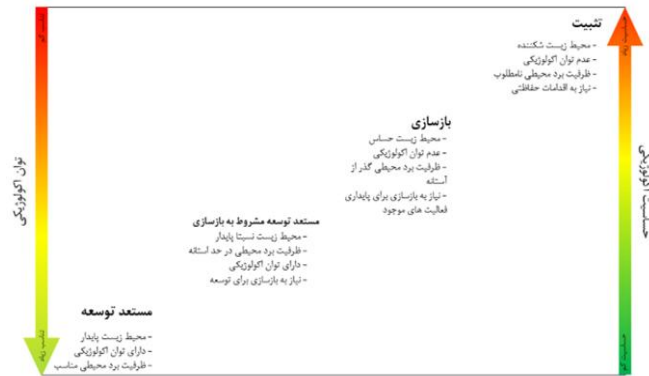 تثبیت
- محیط زیست شکننده
- عدم توان اکولوژیکی
- ظرفیت برد محیطی نامطلوب
- نیاز به اقدامات حفاظتی
بازسازی
- محیط زیست حساس
- عدم توان اکولوژیکی
- ظرفیت برد محیطی گذر از
آستانه
- نیاز به بازسازی برای پایداری
فعالیت های موجود
مستعد توسعه مشروط به بازسازی
- محیط زیست نسبتا پایدار
- ظرفیت برد محیطی در حد آستانه
- دارای توان اکولوژیکی
- نیاز به بازسازی برای توسعه
مستعد توسعه
- محیط زیست پایدار
- دارای توان اکولوژیکی
- ظرفیت برد محیطی مناسب
حساسیت اکولوژیکی
حساسیت کم
توان اکولوژیکی